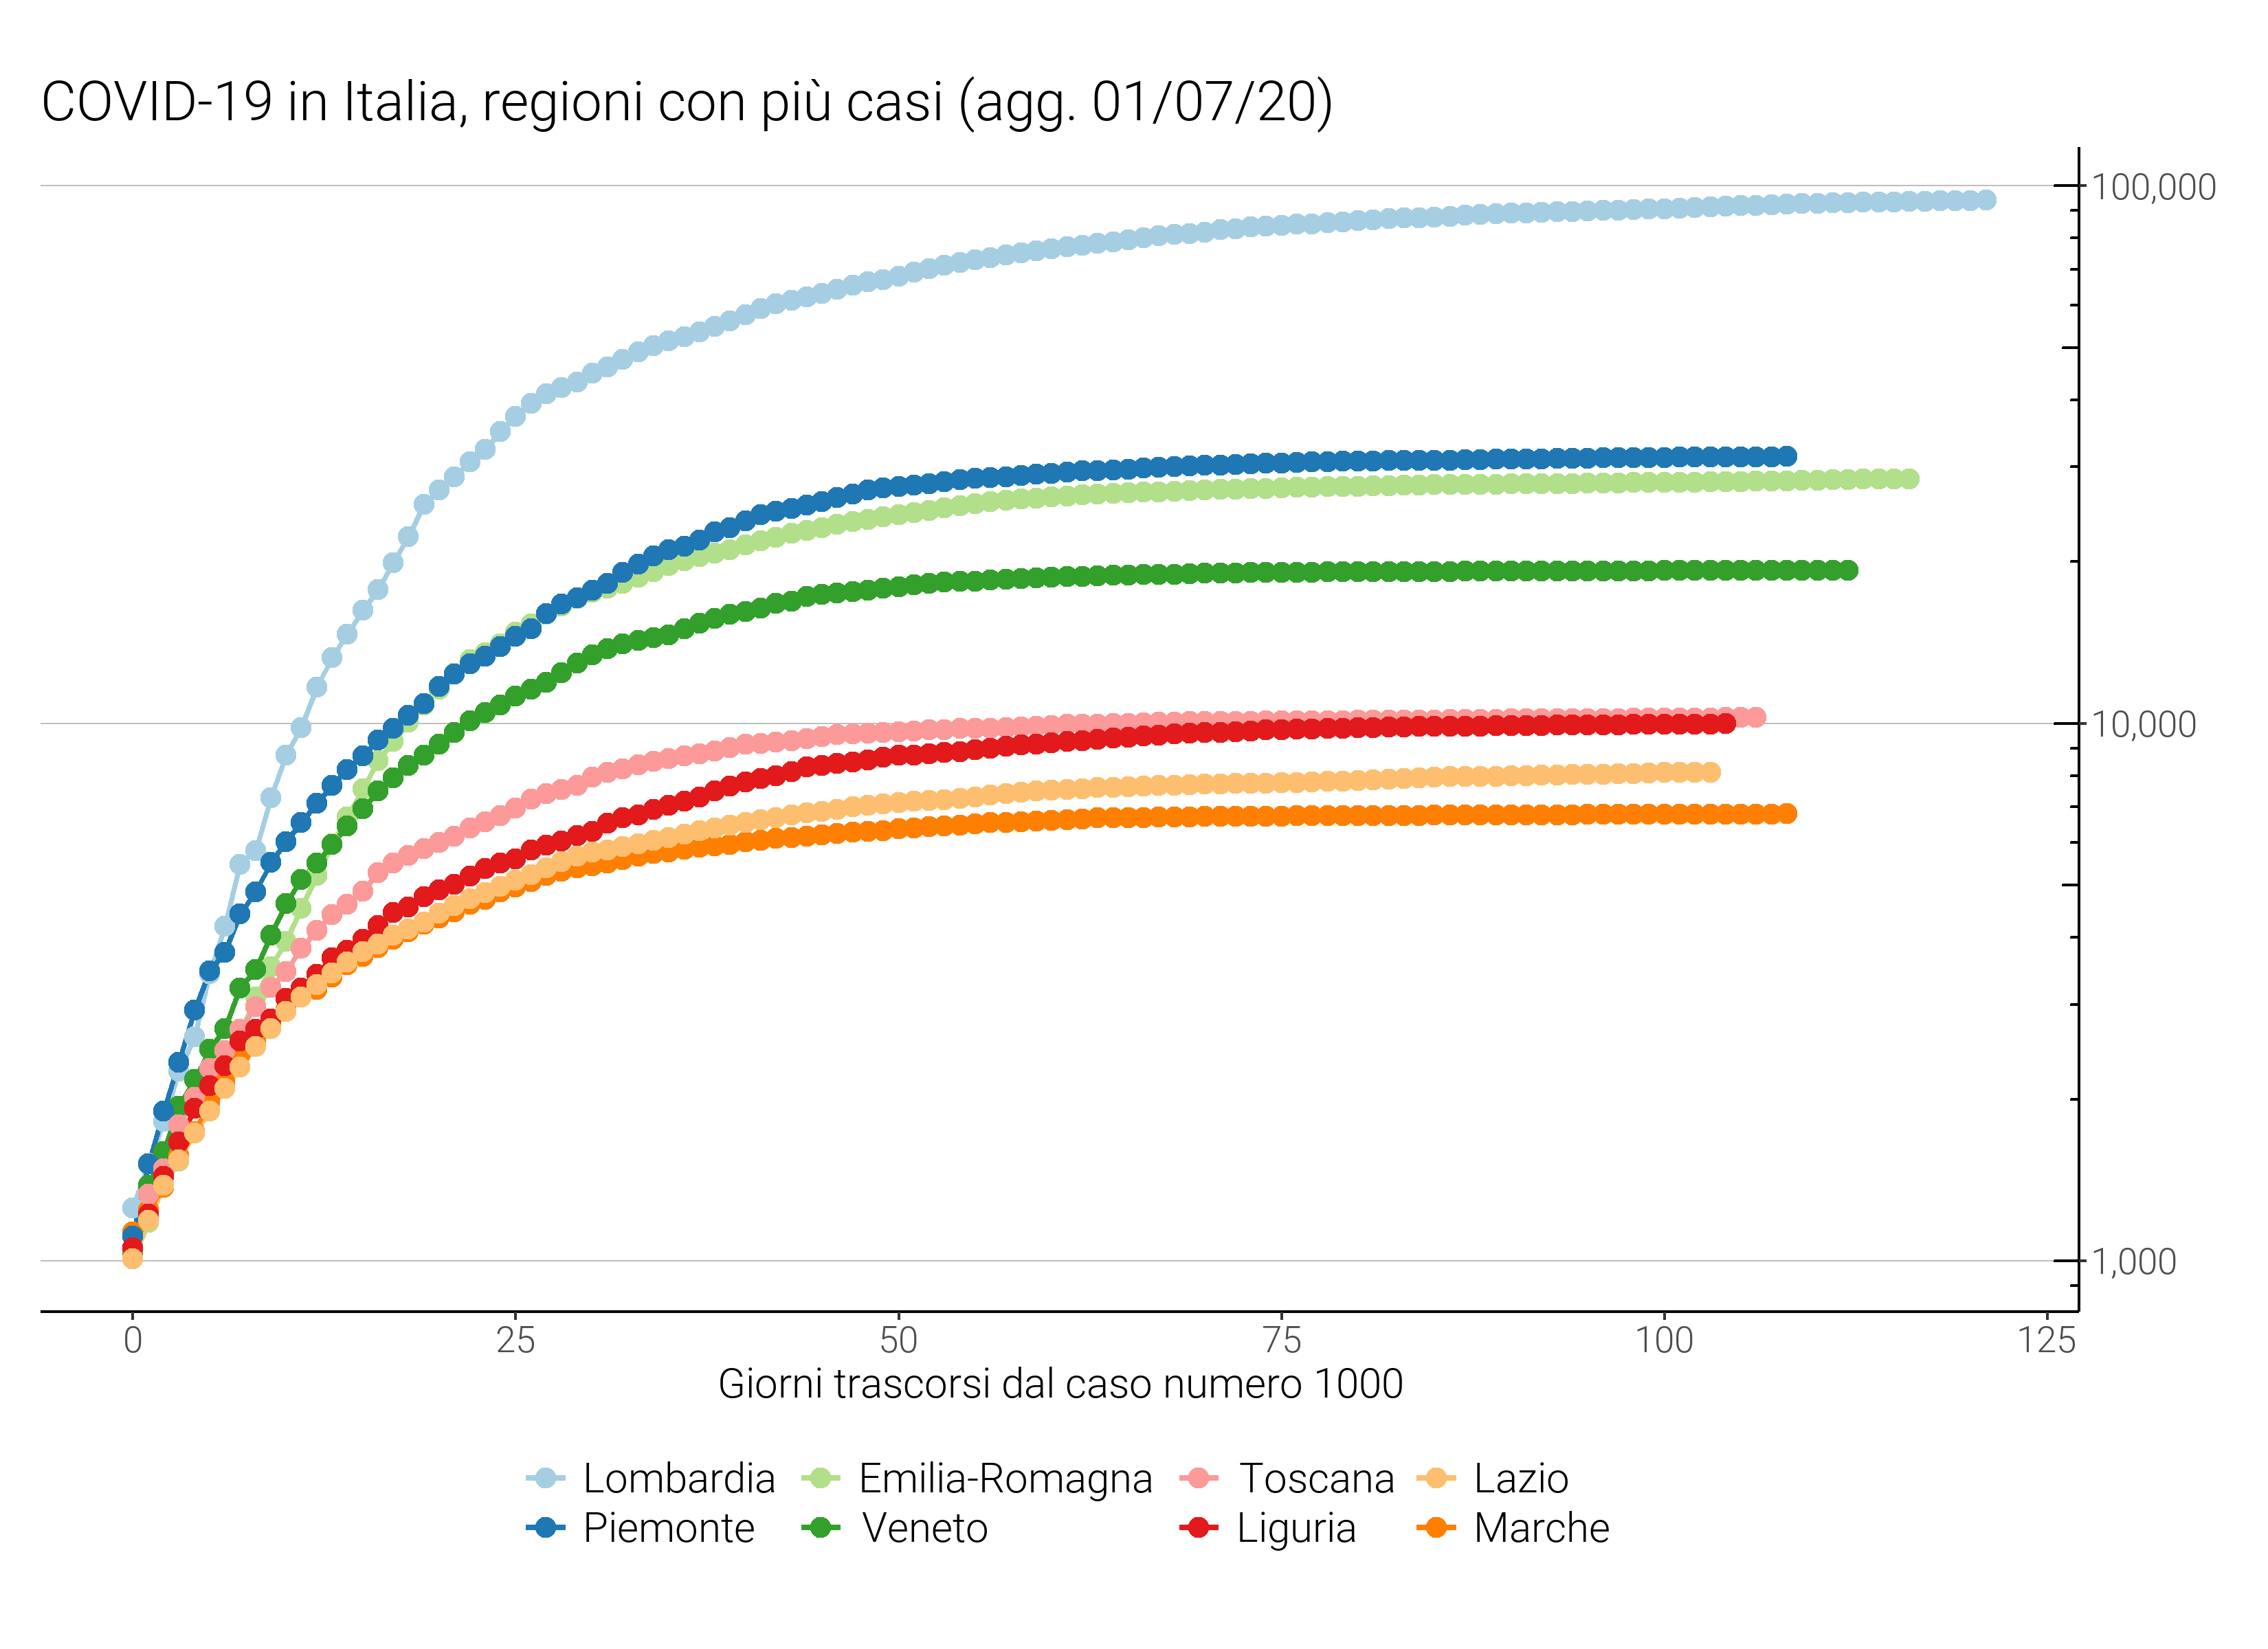 COVID-19 in Italia, regioni con più casi (agg. 01/07/20)
100,000
10,000
1,000
0 25 50 75 100 125
Giorni trascorsi dal caso numero 1000
Lombardia Emilia-Romagna Toscana Lazio
Piemonte Veneto Liguria Marche